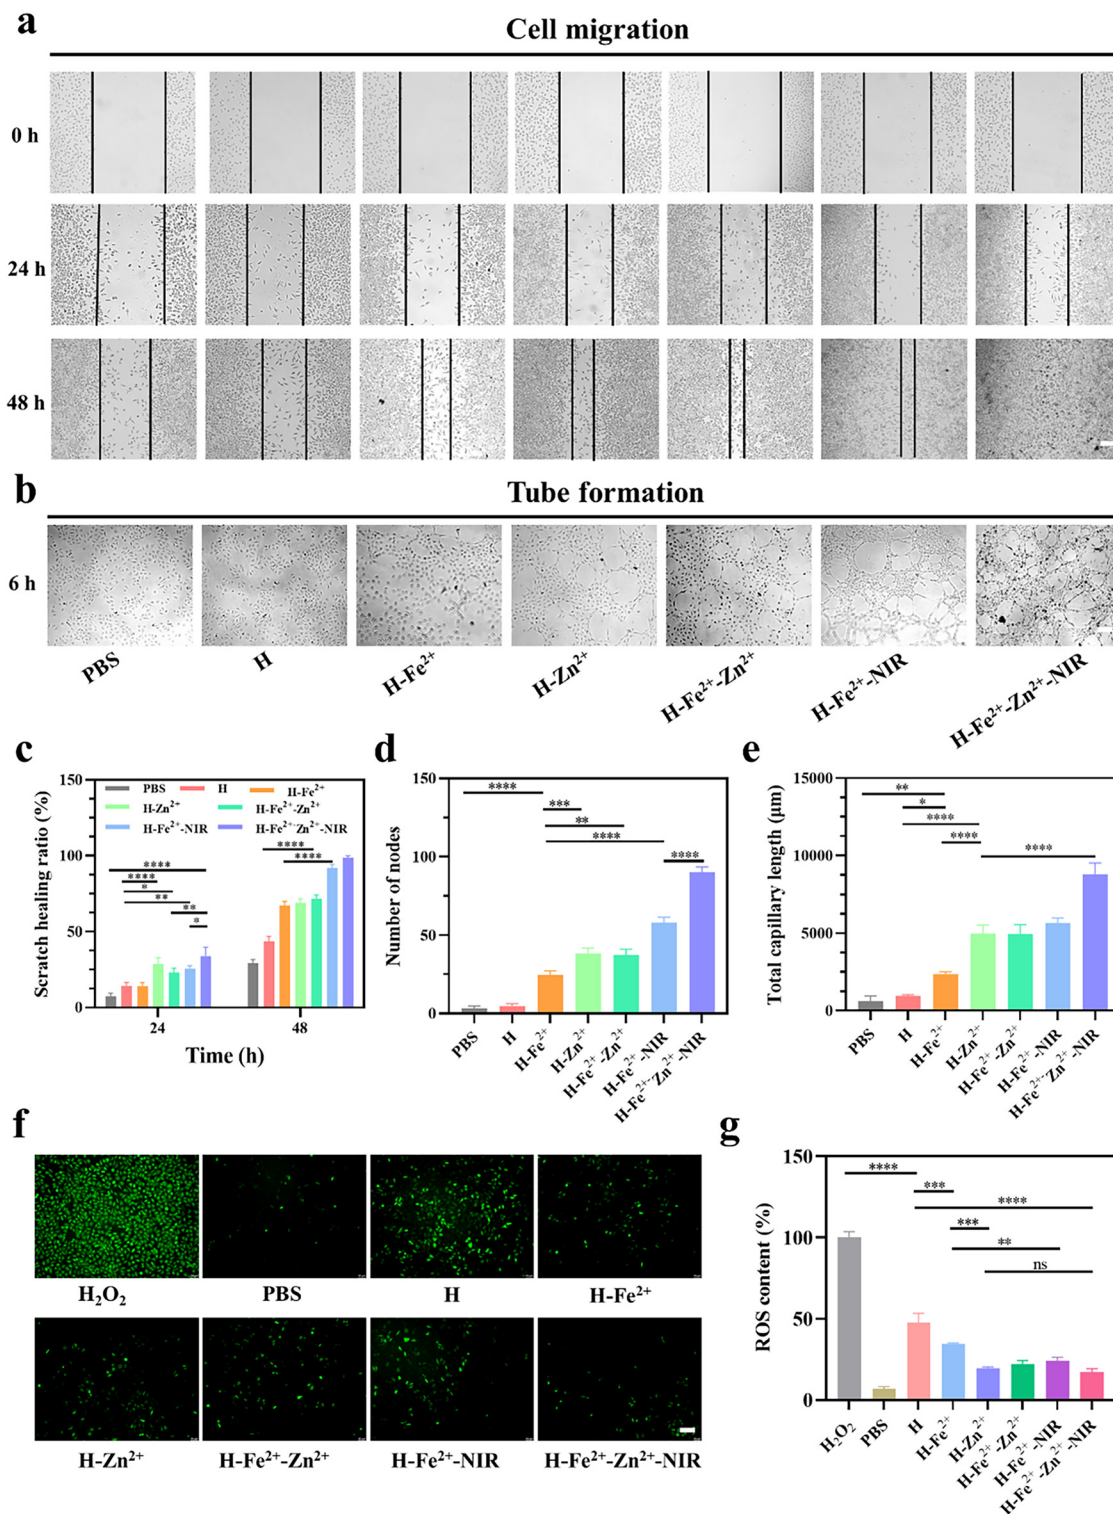 a
Cell migration
0 h
24 h
48 h
b
Tube formation
6 h
PBS
H
H-Fe²⁺
H-Zn²⁺
H-Fe²⁺-Zn²⁺
H-Fe²⁺-NIR
H-Fe²⁺-Zn²⁺-NIR
c
Scratch healing ratio (%)
150
100
50
0
PBS H H-Fe²⁺
H-Zn²⁺ H-Fe²⁺-Zn²⁺
H-Fe²⁺-NIR H-Fe²⁺-Zn²⁺-NIR
****
****
*
**
**
*
****
****
24 48
Time (h)
d
Number of nodes
150
100
50
0
****
***
**
****
****
PBS
H
H-Fe²⁺
H-Zn²⁺
H-Fe²⁺-Zn²⁺
H-Fe²⁺-NIR
H-Fe²⁺-Zn²⁺-NIR
e
Total capillary length (μm)
15000
10000
5000
0
**
*
****
****
****
PBS
H
H-Fe²⁺
H-Zn²⁺
H-Fe²⁺-Zn²⁺
H-Fe²⁺-NIR
H-Fe²⁺-Zn²⁺-NIR
f
H₂O₂ PBS H H-Fe²⁺
H-Zn²⁺ H-Fe²⁺-Zn²⁺ H-Fe²⁺-NIR H-Fe²⁺-Zn²⁺-NIR
g
ROS content (%)
150
100
50
0
****
***
****
***
**
ns
H₂O₂
PBS
H
H-Fe²⁺
H-Zn²⁺
H-Fe²⁺-Zn²⁺
H-Fe²⁺-NIR
H-Fe²⁺-Zn²⁺-NIR